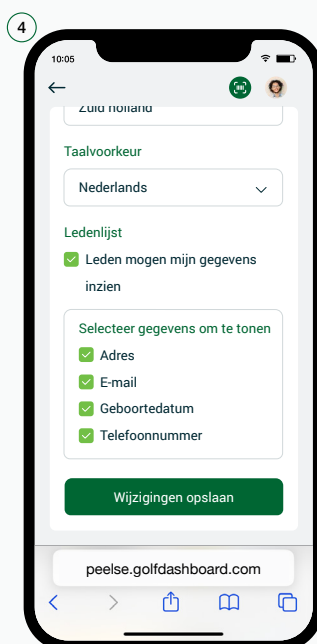 4
10:05
Zuid holland
Taalvoorkeur
Nederlands
Ledenlijst
Leden mogen mijn gegevens
inzien
Selecteer gegevens om te tonen
Adres
E-mail
Geboortedatum
Telefoonnummer
Wijzigingen opslaan
peelse.golfdashboard.com